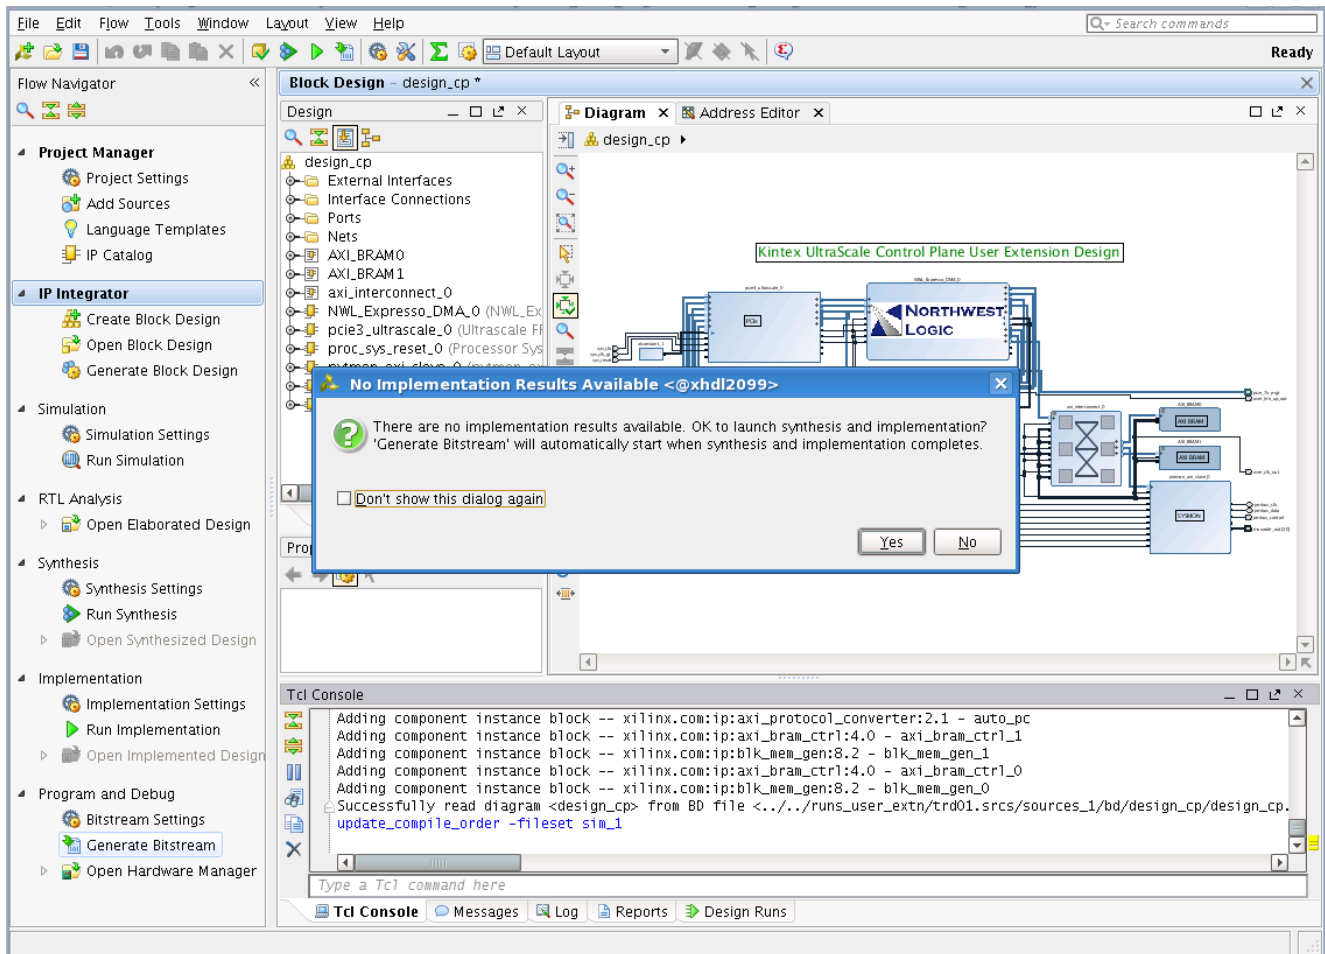 File Edit Flow Tools Window Layout View Help
Search commands
Default Layout
Ready
Flow Navigator
Project Manager
Project Settings
Add Sources
Language Templates
IP Catalog
IP Integrator
Create Block Design
Open Block Design
Generate Block Design
Simulation
Simulation Settings
Run Simulation
RTL Analysis
Open Elaborated Design
Synthesis
Synthesis Settings
Run Synthesis
Open Synthesized Design
Implementation
Implementation Settings
Run Implementation
Open Implemented Design
Program and Debug
Bitstream Settings
Generate Bitstream
Open Hardware Manager
Block Design - design_cp *
Design
design_cp
External Interfaces
Interface Connections
Ports
Nets
AXI_BRAM0
AXI_BRAM1
axi_interconnect_0
NWL_Expresso_DMA_0 (NWL_Ex
pcie3_ultrascale_0 (Ultrascale FF
proc_sys_reset_0 (Processor Sys
Diagram
Address Editor
design_cp
Kintex UltraScale Control Plane User Extension Design
pcie3_ultrascale_0
PCIe
NWL_Expresso_DMA_0
NORTHWEST
LOGIC
axi_interconnect_0
AXI BRAM
AXI BRAM
SYSMON
No Implementation Results Available <@xhdl2099>
There are no implementation results available. OK to launch synthesis and implementation?
'Generate Bitstream' will automatically start when synthesis and implementation completes.
Don't show this dialog again
Yes
No
Tcl Console
Adding component instance block -- xilinx.com:ip:axi_protocol_converter:2.1 - auto_pc
Adding component instance block -- xilinx.com:ip:axi_bram_ctrl:4.0 - axi_bram_ctrl_1
Adding component instance block -- xilinx.com:ip:blk_mem_gen:8.2 - blk_mem_gen_1
Adding component instance block -- xilinx.com:ip:axi_bram_ctrl:4.0 - axi_bram_ctrl_0
Adding component instance block -- xilinx.com:ip:blk_mem_gen:8.2 - blk_mem_gen_0
Successfully read diagram <design_cp> from BD file <../../runs_user_extn/trd01.srcs/sources_1/bd/design_cp/design_cp.
update_compile_order -fileset sim_1
Type a Tcl command here
Tcl Console
Messages
Log
Reports
Design Runs